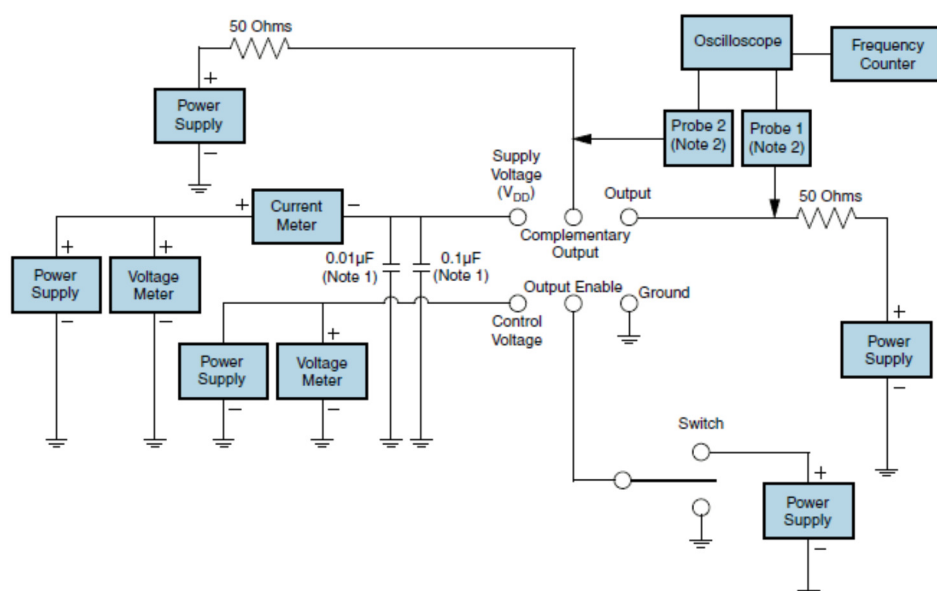 50 Ohms
+
Power
Supply
−
Oscilloscope
Frequency
Counter
Probe 2
(Note 2)
Probe 1
(Note 2)
Supply
Voltage
(VDD)
Output
Complementary
Output
50 Ohms
+
Current
Meter
−
+
Power
Supply
−
+
Voltage
Meter
−
0.01µF
(Note 1)
0.1µF
(Note 1)
Output Enable
Ground
Control
Voltage
Power
Supply
−
+
Voltage
Meter
−
+
Power
Supply
−
Switch
+
Power
Supply
−